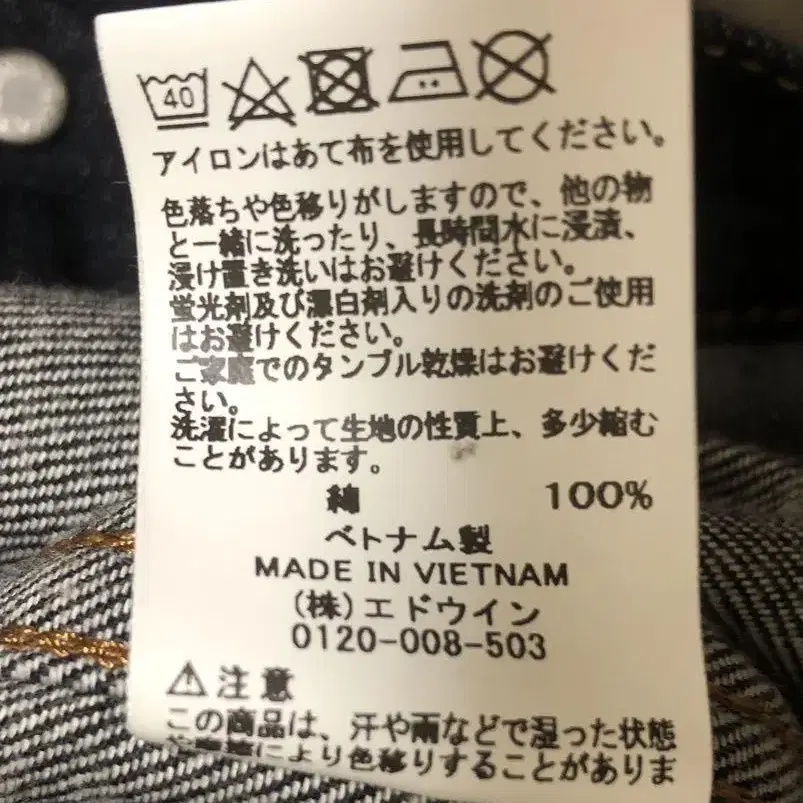 40
アイロンはあて布を使用してください。
色落ちや色移りがしますので、他の物
と一緒に洗ったり、長時間水に浸漬、
浸け置き洗いはお避けください。
蛍光剤及び漂白剤入りの洗剤のご使用
はお避けください。
ご家庭でのタンブル乾燥はお避けくだ
さい。
洗濯によって生地の性質上、多少縮む
ことがあります。
綿 100%
ベトナム製
MADE IN VIETNAM
(株)エドウイン
0120-008-503
⚠注意
この商品は、汗や雨などで湿った状態
により色移りすることがありま